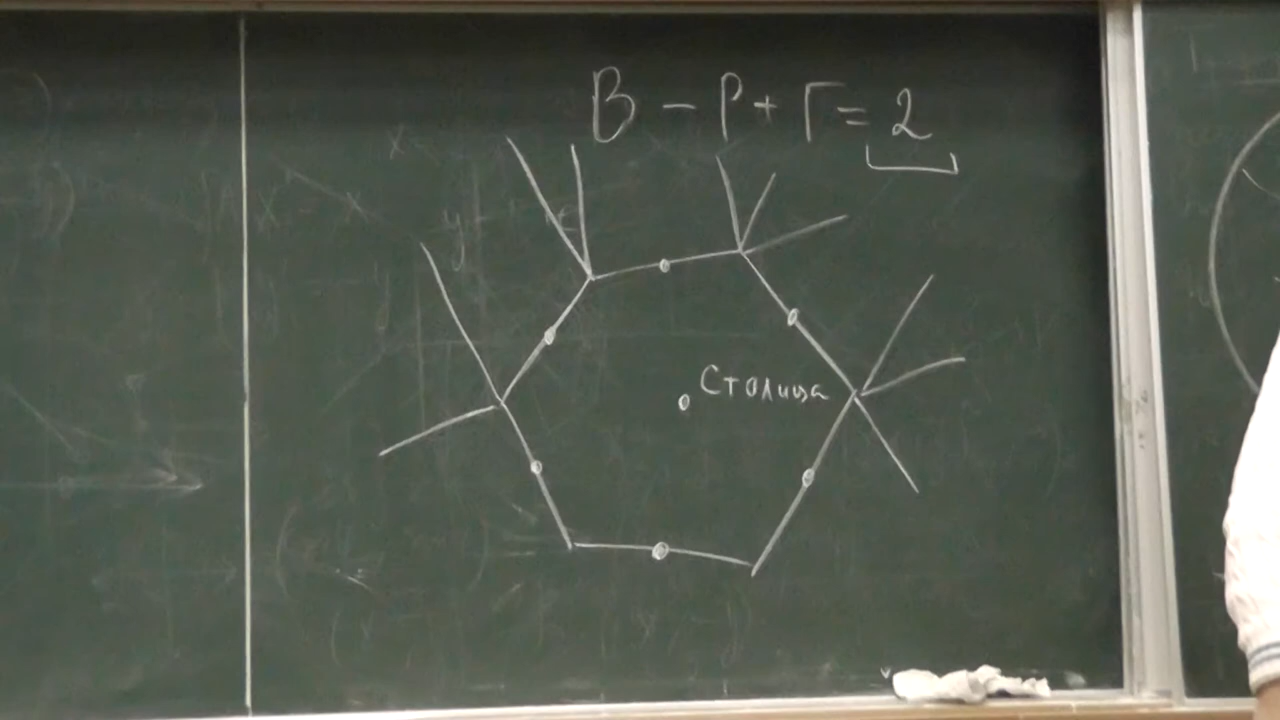 В - Р + Г = 2
Столица